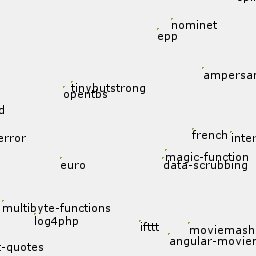 nominet
epp
ampersan
tinybutstrong
opentbs
d
french
inter
error
magic-function
data-scrubbing
euro
multibyte-functions
log4php
ifttt
moviemash
angular-movien
t-quotes